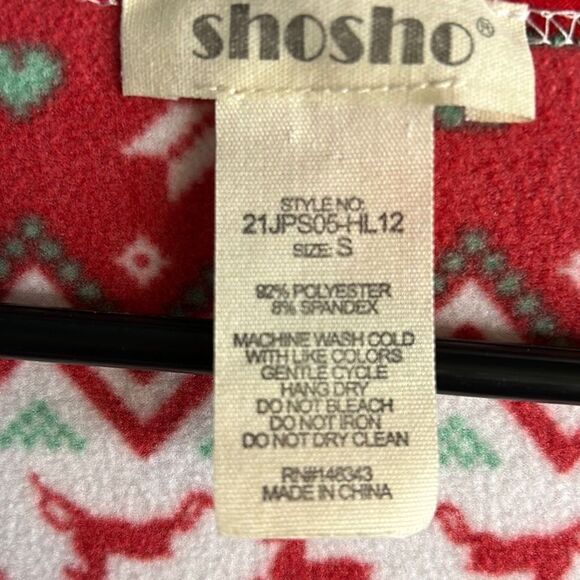 shosho®
STYLE NO:
21JPS05-HL12
SIZE: S
92% POLYESTER
8% SPANDEX
MACHINE WASH COLD
WITH LIKE COLORS
GENTLE CYCLE
HANG DRY
DO NOT BLEACH
DO NOT IRON
DO NOT DRY CLEAN
RN#146343
MADE IN CHINA